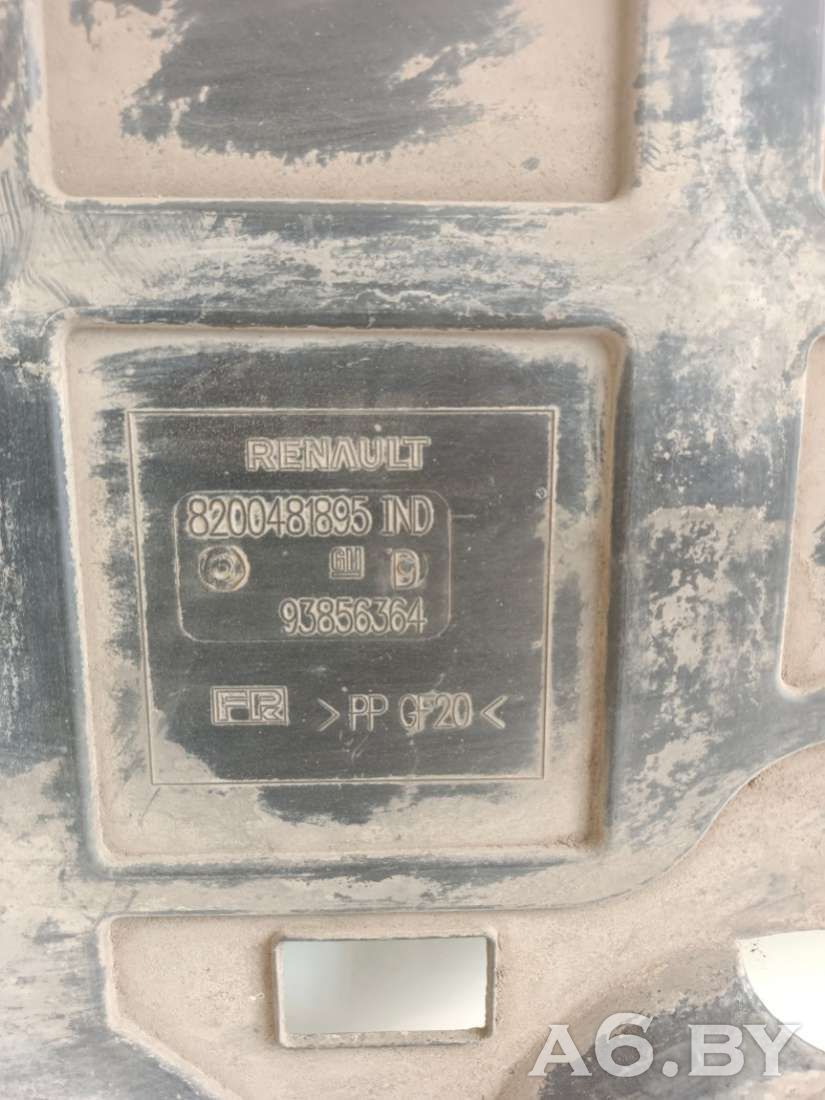 RENAULT
8200481895 IND
GM D
93856364
FR >PP GF20<
A6.BY